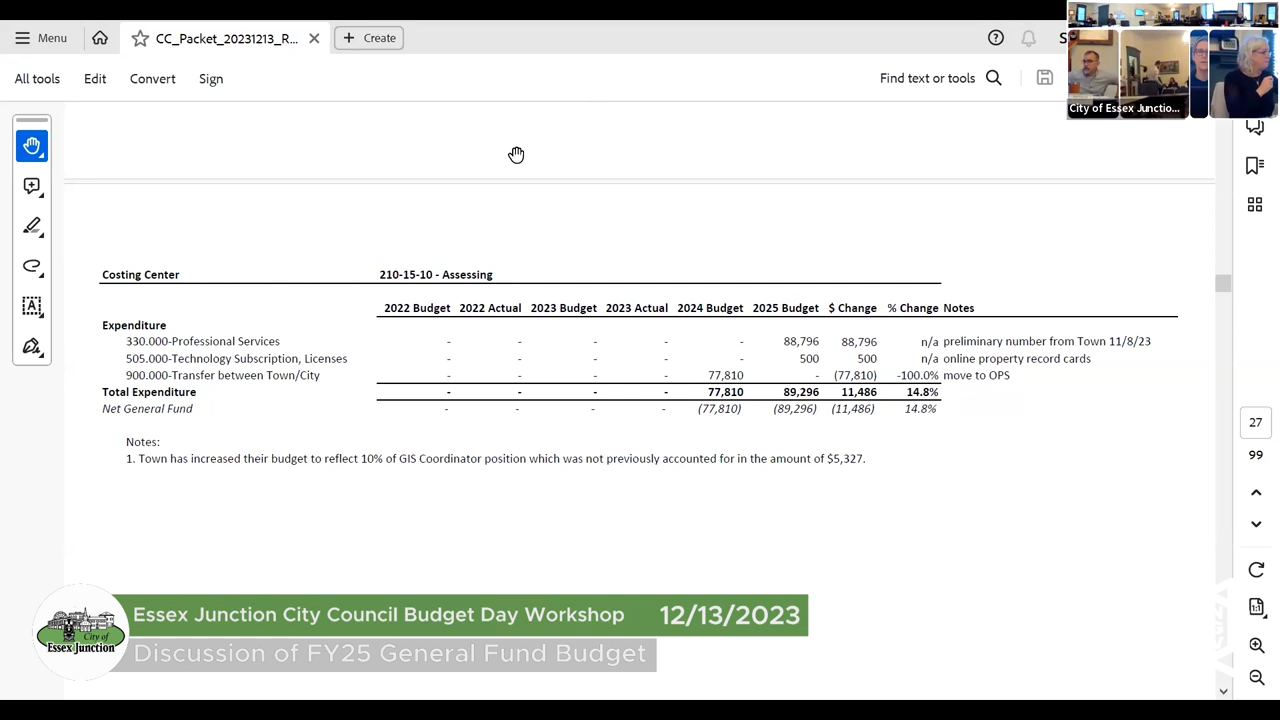 Menu
CC_Packet_20231213_R...
Create
All tools
Edit
Convert
Sign
Find text or tools
City of Essex Junctio...
Costing Center 210-15-10 - Assessing
2022 Budget 2022 Actual 2023 Budget 2023 Actual 2024 Budget 2025 Budget $ Change % Change Notes
Expenditure
330.000-Professional Services - - - - - 88,796 88,796 n/a preliminary number from Town 11/8/23
505.000-Technology Subscription, Licenses - - - - - 500 500 n/a online property record cards
900.000-Transfer between Town/City - - - - 77,810 - (77,810) -100.0% move to OPS
Total Expenditure - - - - 77,810 89,296 11,486 14.8%
Net General Fund - - - - (77,810) (89,296) (11,486) 14.8%
Notes:
1. Town has increased their budget to reflect 10% of GIS Coordinator position which was not previously accounted for in the amount of $5,327.
27
99
1:1
City of
Essex Junction
Essex Junction City Council Budget Day Workshop 12/13/2023
Discussion of FY25 General Fund Budget